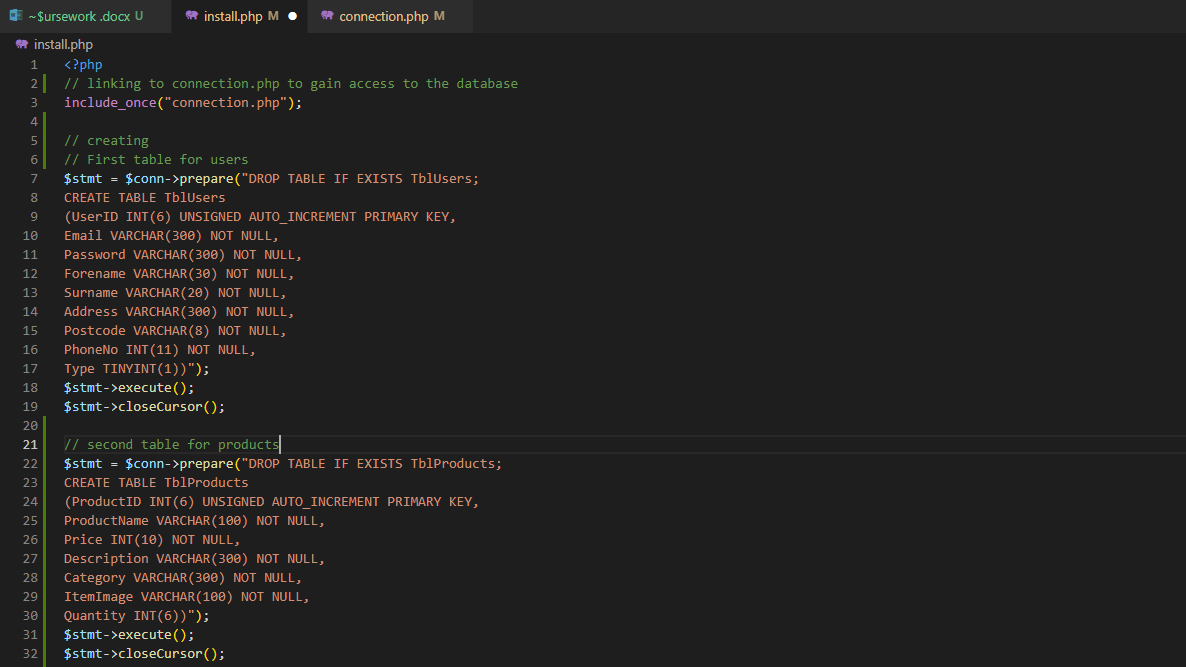 ~$ursework .docx U install.php M connection.php M
install.php
1 <?php
2 // linking to connection.php to gain access to the database
3 include_once("connection.php");
4
5 // creating
6 // First table for users
7 $stmt = $conn->prepare("DROP TABLE IF EXISTS TblUsers;
8 CREATE TABLE TblUsers
9 (UserID INT(6) UNSIGNED AUTO_INCREMENT PRIMARY KEY,
10 Email VARCHAR(300) NOT NULL,
11 Password VARCHAR(300) NOT NULL,
12 Forename VARCHAR(30) NOT NULL,
13 Surname VARCHAR(20) NOT NULL,
14 Address VARCHAR(300) NOT NULL,
15 Postcode VARCHAR(8) NOT NULL,
16 PhoneNo INT(11) NOT NULL,
17 Type TINYINT(1))");
18 $stmt->execute();
19 $stmt->closeCursor();
20
21 // second table for products
22 $stmt = $conn->prepare("DROP TABLE IF EXISTS TblProducts;
23 CREATE TABLE TblProducts
24 (ProductID INT(6) UNSIGNED AUTO_INCREMENT PRIMARY KEY,
25 ProductName VARCHAR(100) NOT NULL,
26 Price INT(10) NOT NULL,
27 Description VARCHAR(300) NOT NULL,
28 Category VARCHAR(300) NOT NULL,
29 ItemImage VARCHAR(100) NOT NULL,
30 Quantity INT(6))");
31 $stmt->execute();
32 $stmt->closeCursor();